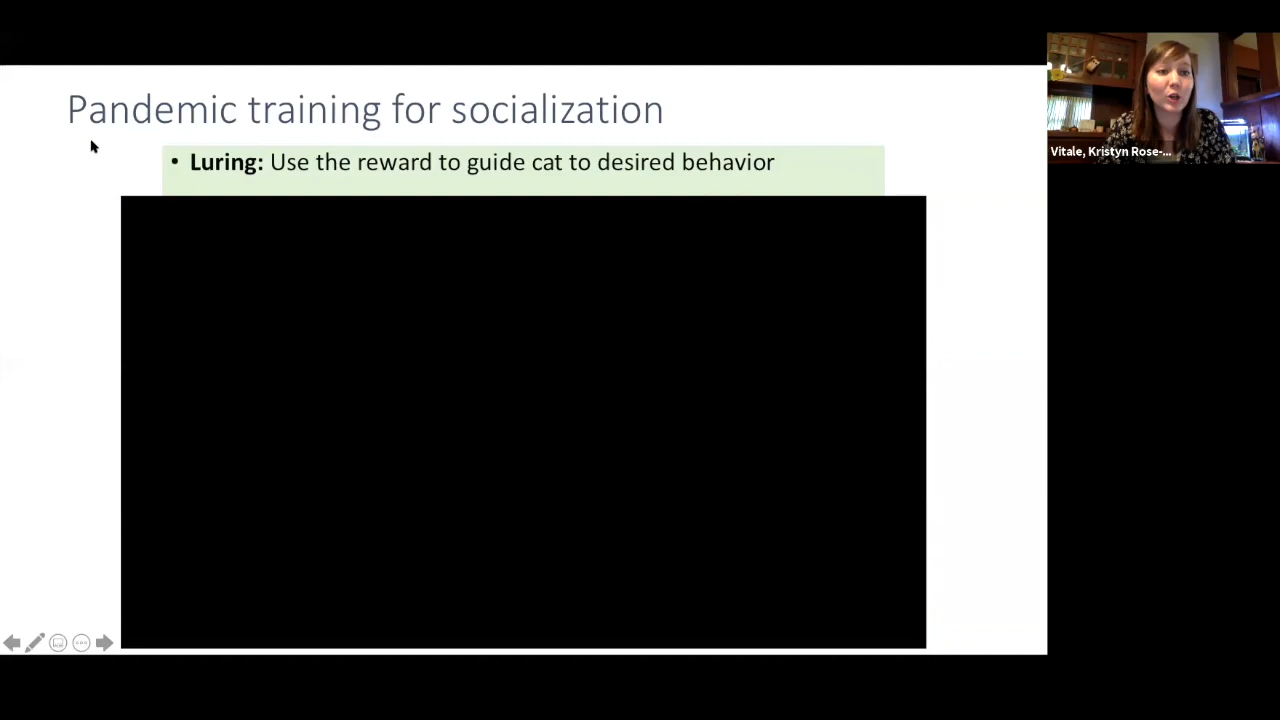 Pandemic training for socialization
• Luring: Use the reward to guide cat to desired behavior
Vitale, Kristyn Rose-...